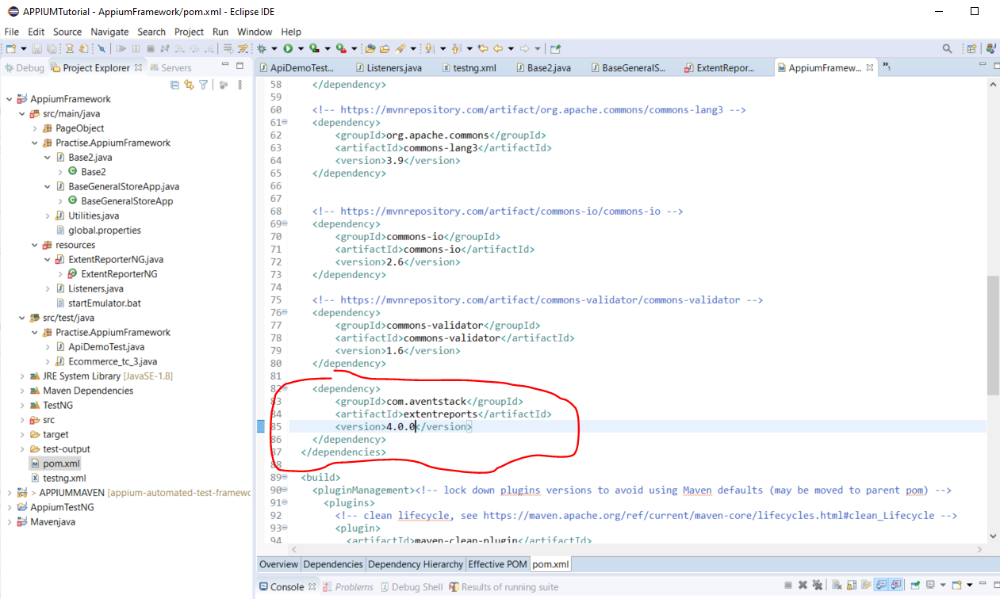 APPIUMTutorial - AppiumFramework/pom.xml - Eclipse IDE
File Edit Source Navigate Search Project Run Window Help
Debug Project Explorer Servers
ApiDemoTest... Listeners.java testng.xml Base2.java BaseGeneralS... ExtentRepor... AppiumFramew... 1
AppiumFramework
src/main/java
PageObject
Practise.AppiumFramework
Base2.java
Base2
BaseGeneralStoreApp.java
BaseGeneralStoreApp
Utilities.java
global.properties
resources
ExtentReporterNG.java
ExtentReporterNG
Listeners.java
startEmulator.bat
src/test/java
Practise.AppiumFramework
ApiDemoTest.java
Ecommerce_tc_3.java
JRE System Library [JavaSE-1.8]
Maven Dependencies
TestNG
src
target
test-output
pom.xml
testng.xml
> APPIUMMAVEN [appium-automated-test-framewo
AppiumTestNG
Mavenjava
58 </dependency>
59
60 <!-- https://mvnrepository.com/artifact/org.apache.commons/commons-lang3 -->
61 <dependency>
62 <groupId>org.apache.commons</groupId>
63 <artifactId>commons-lang3</artifactId>
64 <version>3.9</version>
65 </dependency>
66
67
68 <!-- https://mvnrepository.com/artifact/commons-io/commons-io -->
69 <dependency>
70 <groupId>commons-io</groupId>
71 <artifactId>commons-io</artifactId>
72 <version>2.6</version>
73 </dependency>
74
75 <!-- https://mvnrepository.com/artifact/commons-validator/commons-validator -->
76 <dependency>
77 <groupId>commons-validator</groupId>
78 <artifactId>commons-validator</artifactId>
79 <version>1.6</version>
80 </dependency>
81
82 <dependency>
83 <groupId>com.aventstack</groupId>
84 <artifactId>extentreports</artifactId>
85 <version>4.0.0</version>
86 </dependency>
87 </dependencies>
88
89 <build>
90 <pluginManagement><!-- lock down plugins versions to avoid using Maven defaults (may be moved to parent pom) -->
91 <plugins>
92 <!-- clean lifecycle, see https://maven.apache.org/ref/current/maven-core/lifecycles.html#clean_Lifecycle -->
93 <plugin>
94 <artifactId>maven-clean-plugin</artifactId>
Overview Dependencies Dependency Hierarchy Effective POM pom.xml
Console Problems Debug Shell Results of running suite